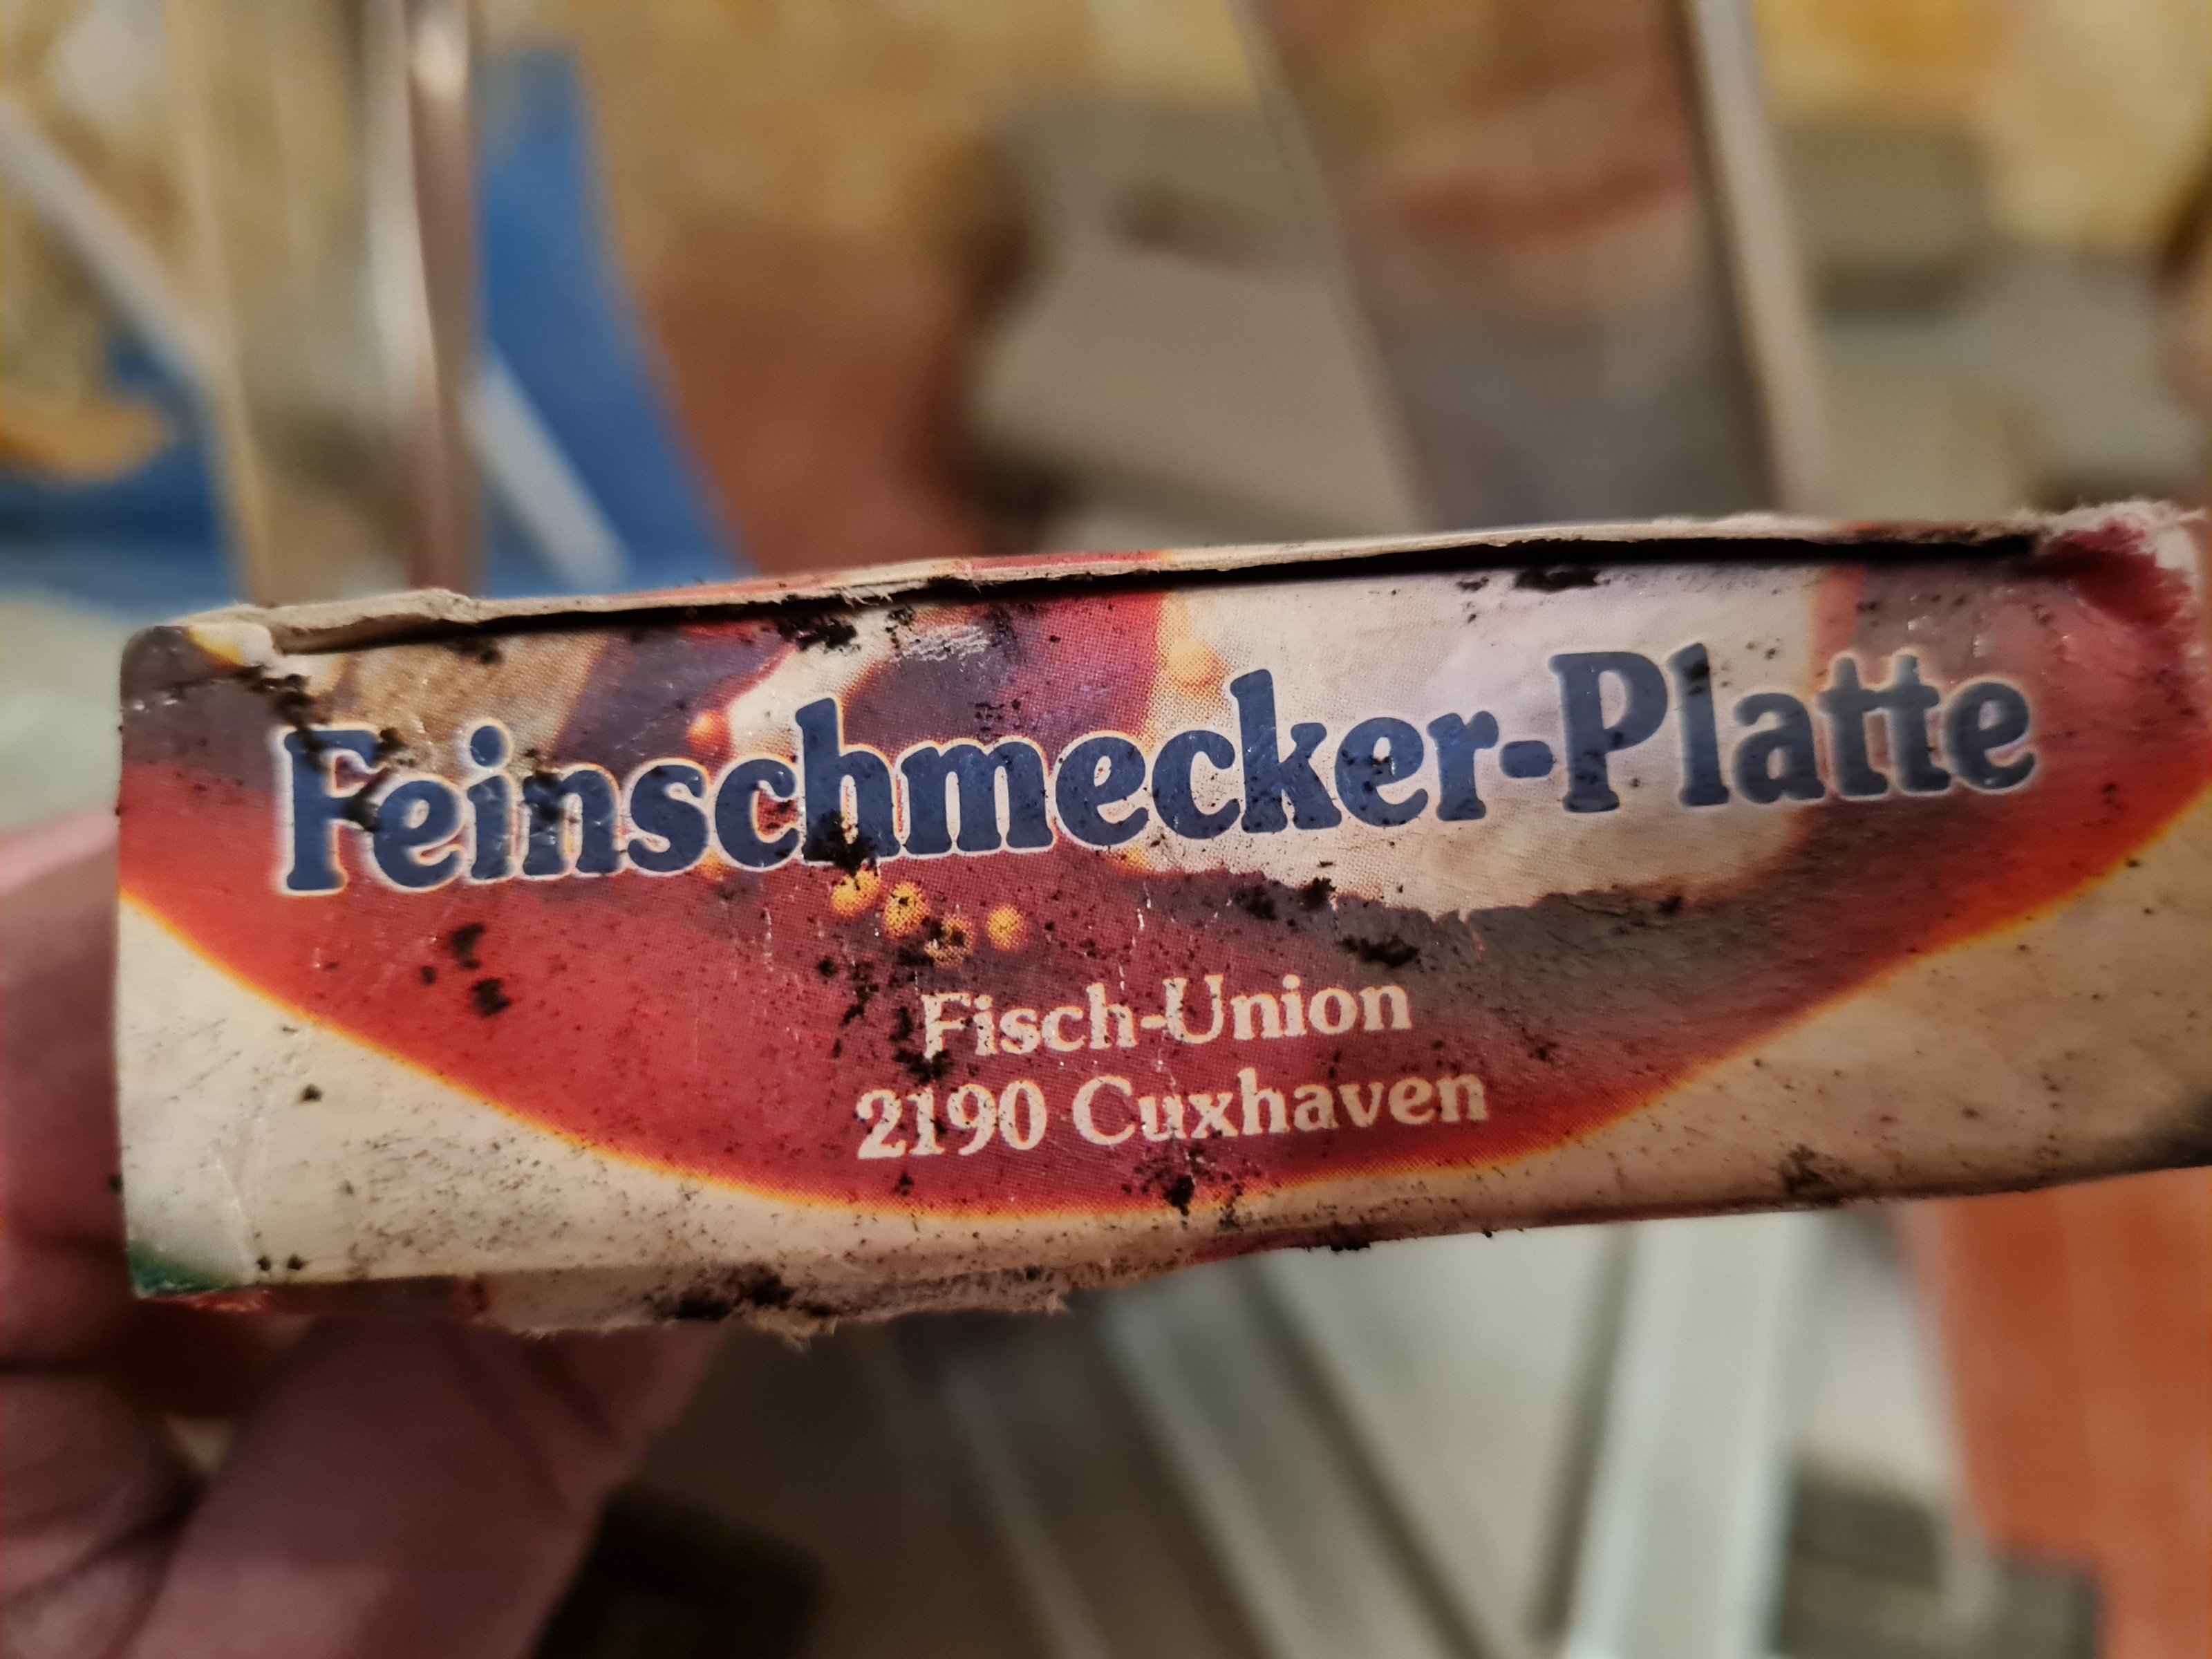 Feinschmecker-Platte
Fisch-Union
2190 Cuxhaven